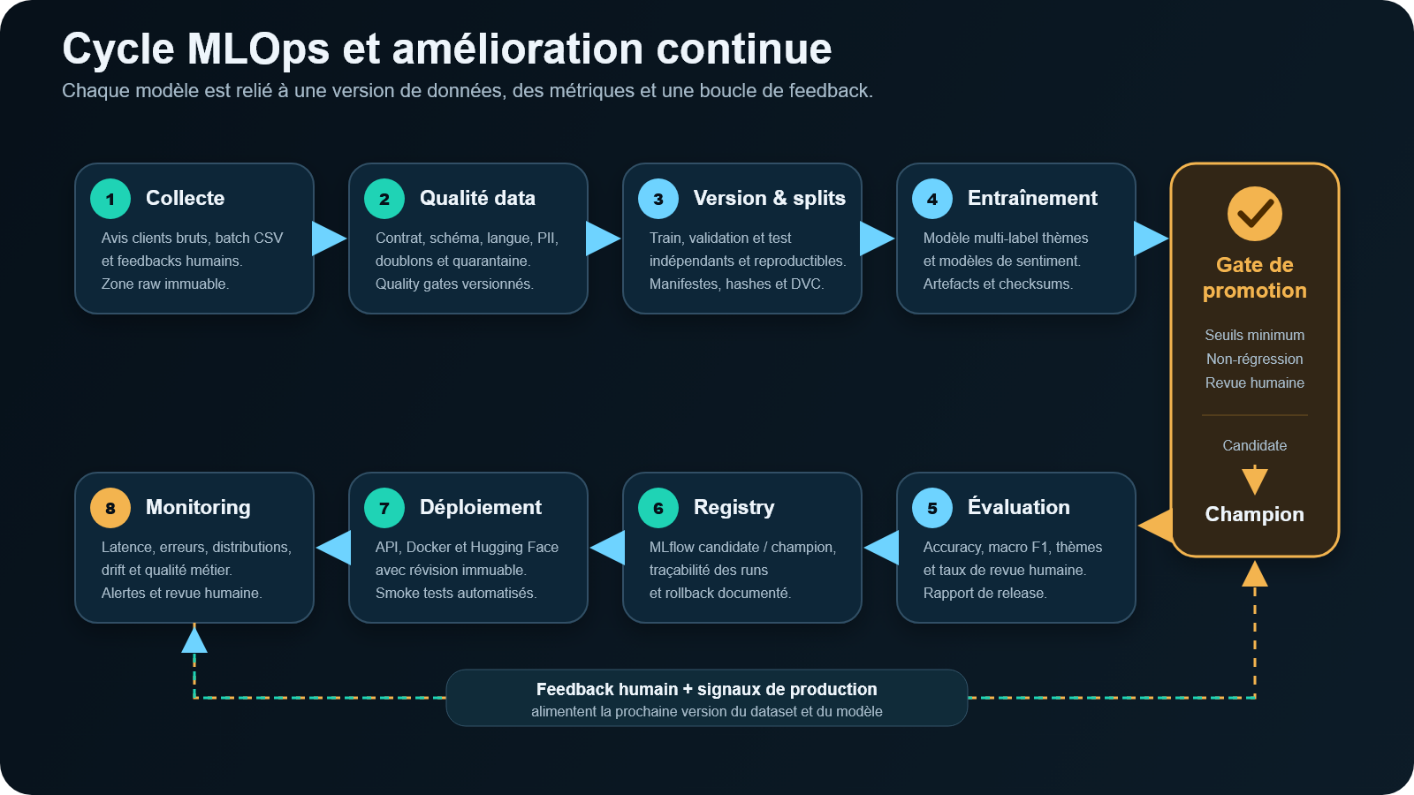 Cycle MLOps et amélioration continue
Chaque modèle est relié à une version de données, des métriques et une boucle de feedback.
1 Collecte
Avis clients bruts, batch CSV
et feedbacks humains.
Zone raw immuable.
2 Qualité data
Contrat, schéma, langue, PII,
doublons et quarantaine.
Quality gates versionnés.
3 Version & splits
Train, validation et test
indépendants et reproductibles.
Manifestes, hashes et DVC.
4 Entraînement
Modèle multi-label thèmes
et modèles de sentiment.
Artefacts et checksums.
Gate de
promotion
Seuils minimum
Non-régression
Revue humaine
Candidate
Champion
5 Évaluation
Accuracy, macro F1, thèmes
et taux de revue humaine.
Rapport de release.
6 Registry
MLflow candidate / champion,
traçabilité des runs
et rollback documenté.
7 Déploiement
API, Docker et Hugging Face
avec révision immuable.
Smoke tests automatisés.
8 Monitoring
Latence, erreurs, distributions,
drift et qualité métier.
Alertes et revue humaine.
Feedback humain + signaux de production
alimentent la prochaine version du dataset et du modèle